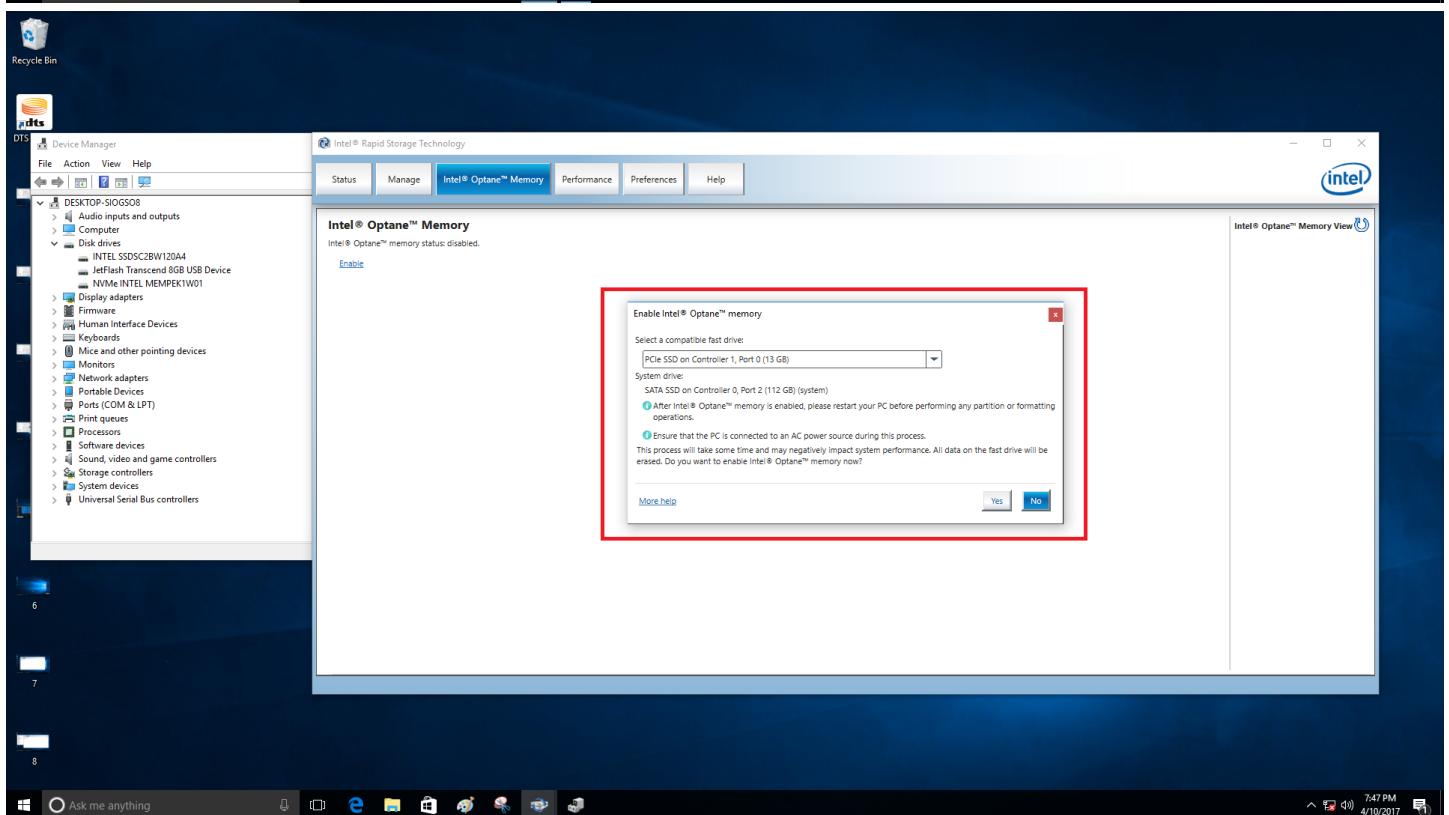 Recycle Bin
dts
DTS
Device Manager
File Action View Help
DESKTOP-SIOGSO8
Audio inputs and outputs
Computer
Disk drives
INTEL SSDSC2BW120A4
JetFlash Transcend 8GB USB Device
NVMe INTEL MEMPEK1W01
Display adapters
Firmware
Human Interface Devices
Keyboards
Mice and other pointing devices
Monitors
Network adapters
Portable Devices
Ports (COM & LPT)
Print queues
Processors
Software devices
Sound, video and game controllers
Storage controllers
System devices
Universal Serial Bus controllers
6
7
8
Intel® Rapid Storage Technology
Status Manage Intel® Optane™ Memory Performance Preferences Help
intel
Intel® Optane™ Memory
Intel® Optane™ memory status: disabled.
Enable
Intel® Optane™ Memory View
Enable Intel® Optane™ memory
x
Select a compatible fast drive:
PCIe SSD on Controller 1, Port 0 (13 GB)
System drive:
SATA SSD on Controller 0, Port 2 (112 GB) (system)
After Intel® Optane™ memory is enabled, please restart your PC before performing any partition or formatting
operations.
Ensure that the PC is connected to an AC power source during this process.
This process will take some time and may negatively impact system performance. All data on the fast drive will be
erased. Do you want to enable Intel® Optane™ memory now?
More help
Yes No
Ask me anything
7:47 PM
4/10/2017